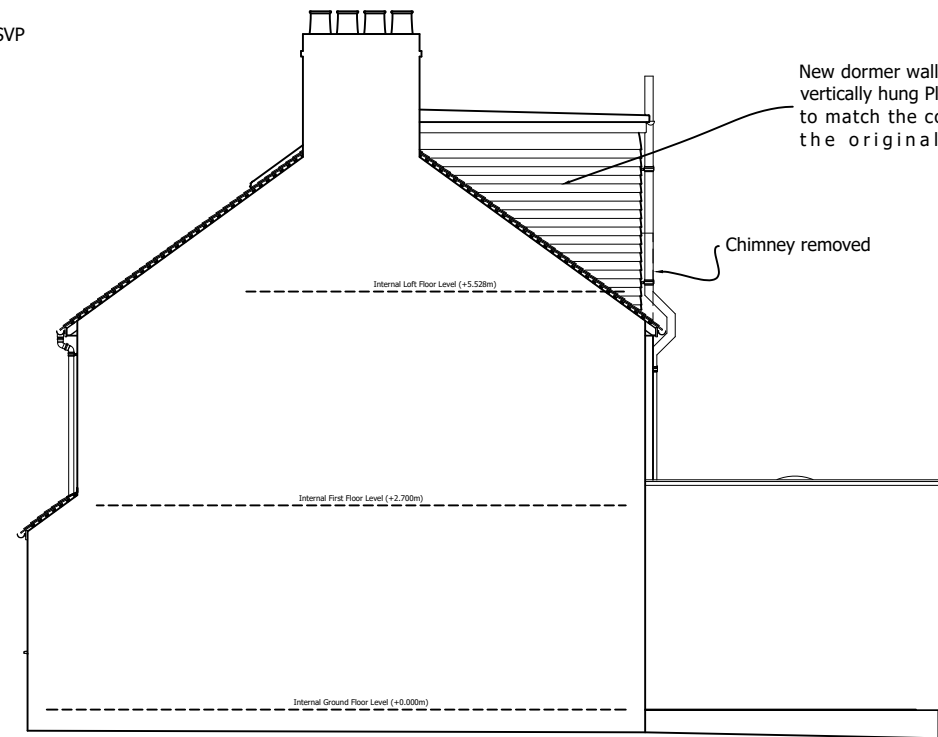 SVP
New dormer wall
vertically hung Pl
to match the co
the original
Chimney removed
Internal Loft Floor Level (+5.528m)
Internal First Floor Level (+2.700m)
Internal Ground Floor Level (+0.000m)